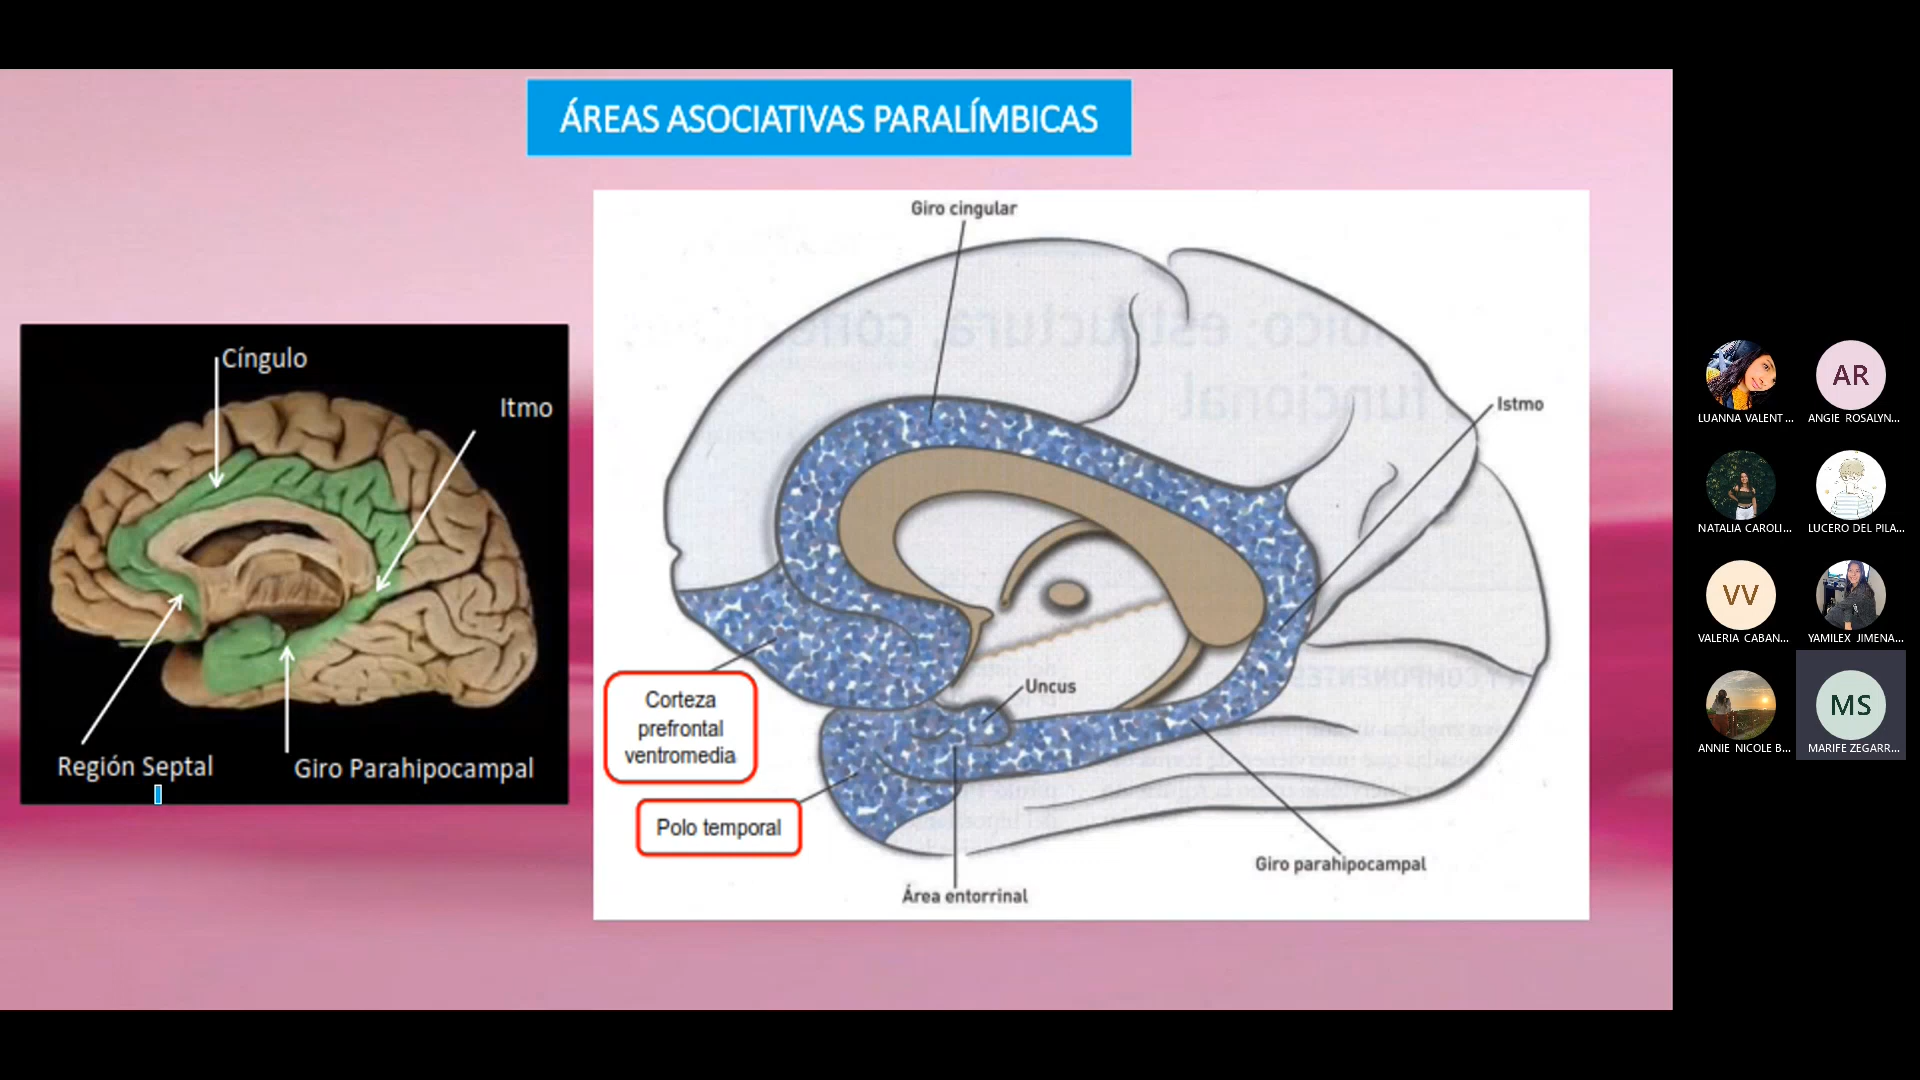 ÁREAS ASOCIATIVAS PARALÍMBICAS
Cíngulo
Itmo
Región Septal
Giro Parahipocampal
Giro cingular
Istmo
Uncus
Corteza
prefrontal
ventromedia
Polo temporal
Área entorrinal
Giro parahipocampal
LUANNA VALENT...
AR
ANGIE ROSALYN...
NATALIA CAROLI...
LUCERO DEL PILA...
VV
VALERIA CABAN...
YAMILEX JIMENA...
ANNIE NICOLE B...
MS
MARIFE ZEGARR...